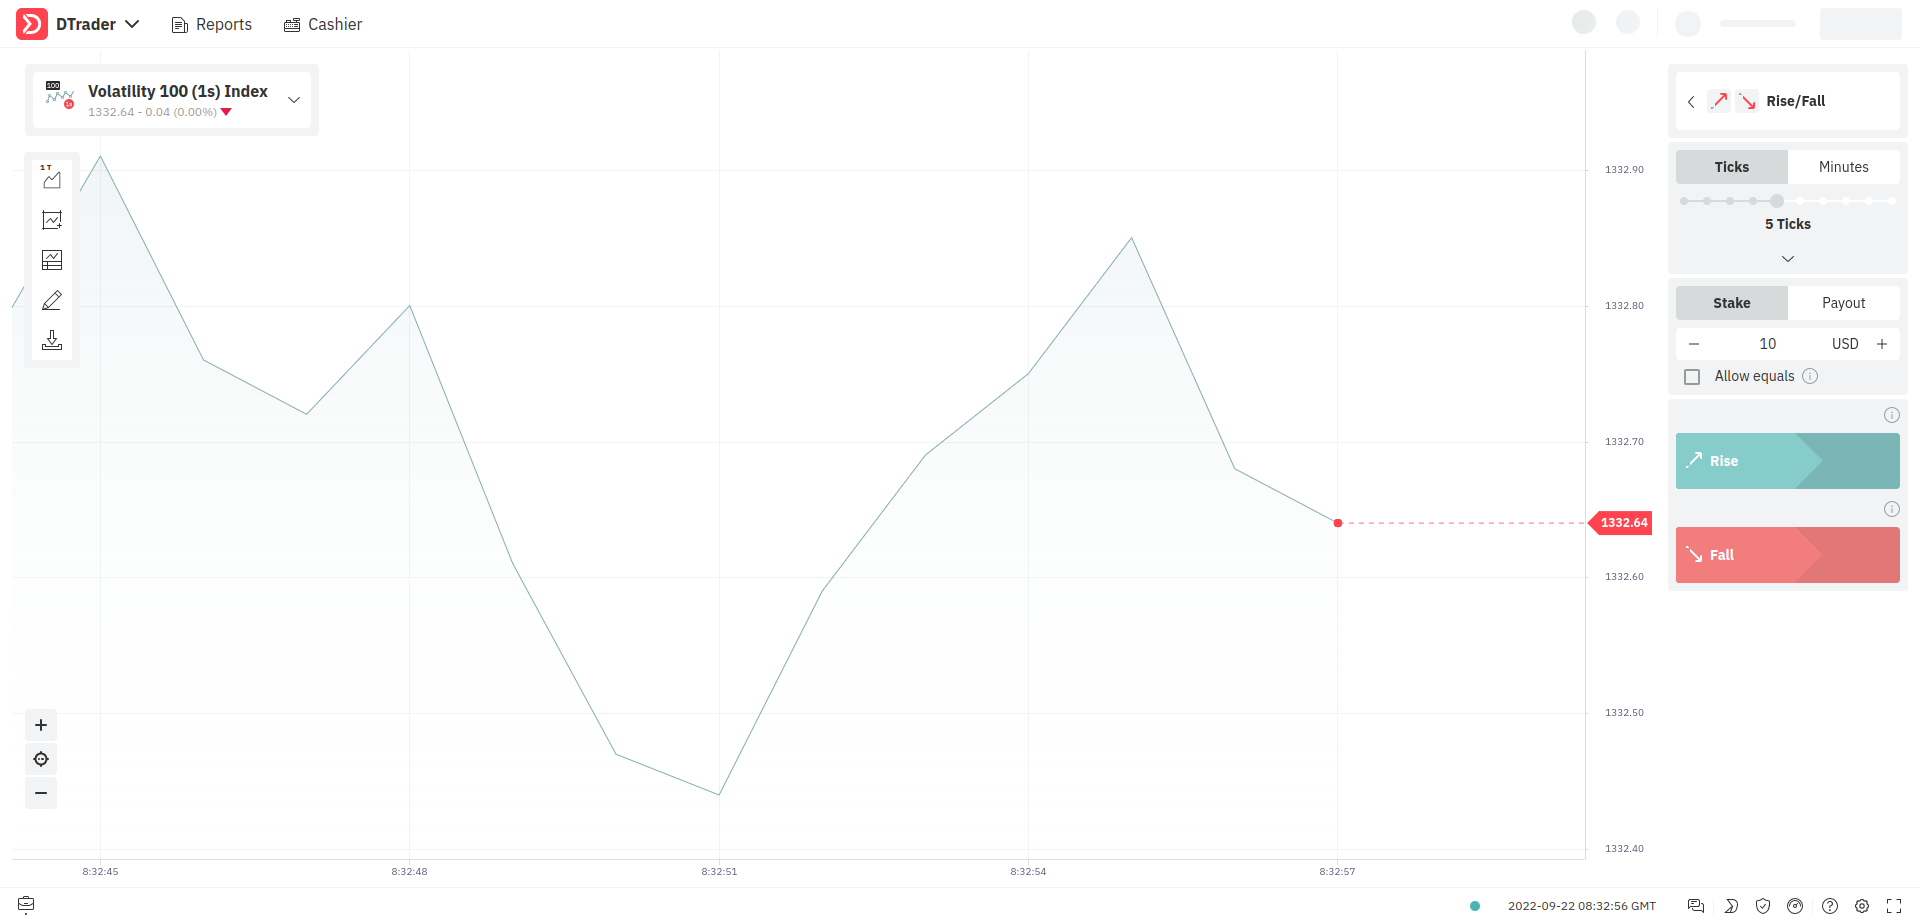 DTrader
Reports
Cashier
100
1s
Volatility 100 (1s) Index
1332.64 - 0.04 (0.00%)
1 T
1332.90
1332.80
1332.70
1332.64
1332.60
1332.50
1332.40
8:32:45
8:32:48
8:32:51
8:32:54
8:32:57
Rise/Fall
Ticks
Minutes
5 Ticks
Stake
Payout
10
USD
Allow equals
Rise
Fall
2022-09-22 08:32:56 GMT